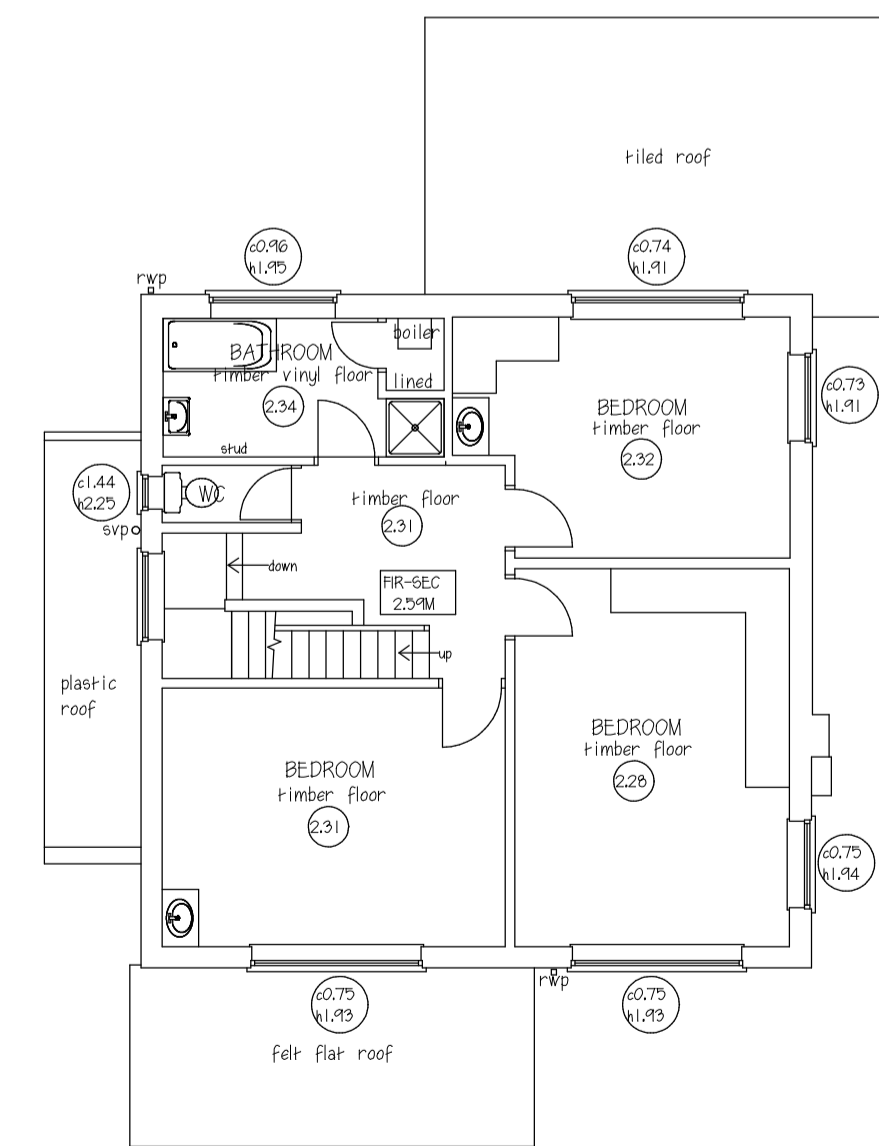 tiled roof
c0.96
h1.95
c0.74
h1.91
rwp
boiler
BATHROOM
timber vinyl floor
lined
2.34
stud
c0.73
h1.91
BEDROOM
timber floor
2.32
c1.44
h2.25
WC
svp
timber floor
2.31
down
FIR-SEC
2.59M
up
plastic
roof
BEDROOM
timber floor
2.28
BEDROOM
timber floor
2.31
c0.75
h1.94
c0.75
h1.93
rwp
c0.75
h1.93
felt flat roof